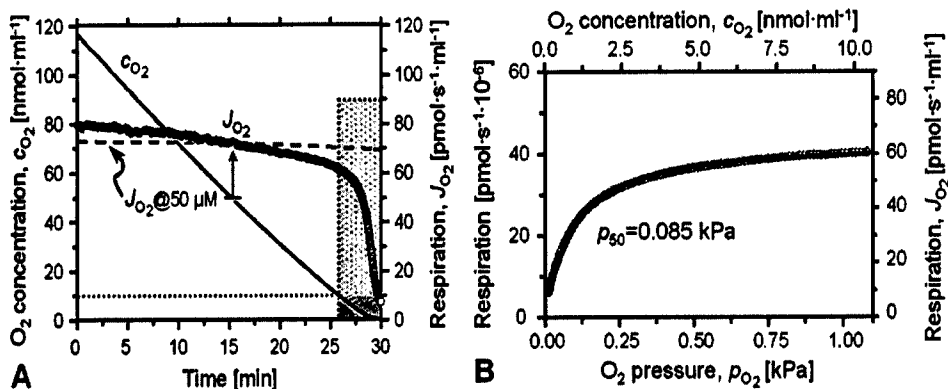 O2 concentration, cO2 [nmol·ml-1]
120
100
80
60
40
20
0
cO2
JO2
JO2@50 µM
120
100
80
60
40
20
0
Respiration, JO2 [pmol·s-1·ml-1]
0 5 10 15 20 25 30
A Time [min]
O2 concentration, cO2 [nmol·ml-1]
0.0 2.5 5.0 7.5 10.0
Respiration [pmol·s-1·10-6]
60
40
20
0
p50=0.085 kPa
80
60
40
20
0
Respiration, JO2 [pmol·s-1·ml-1]
0.00 0.25 0.50 0.75 1.00
B O2 pressure, pO2 [kPa]